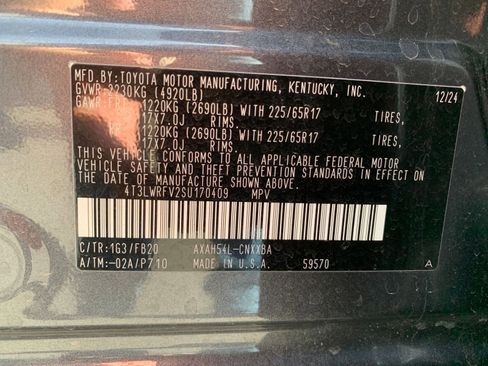 MFD.BY:TOYOTA MOTOR MANUFACTURING, KENTUCKY, INC.
GVWR 2230KG (4920LB) 12/24
GAWR FRT 1220KG (2690LB) WITH 225/65R17 TIRES,
17X7.0J RIMS.
RR 1220KG (2690LB) WITH 225/65R17 TIRES,
17X7.0J RIMS.
THIS VEHICLE CONFORMS TO ALL APPLICABLE FEDERAL MOTOR
VEHICLE SAFETY AND THEFT PREVENTION STANDARDS IN EFFECT
ON THE DATE OF MANUFACTURE SHOWN ABOVE.
4T3LWRFV2SU170409 MPV
C/TR:1G3/FB20 AXAH54L-CNXXBA
A/TM:-02A/P710 MADE IN U.S.A. 59570 A